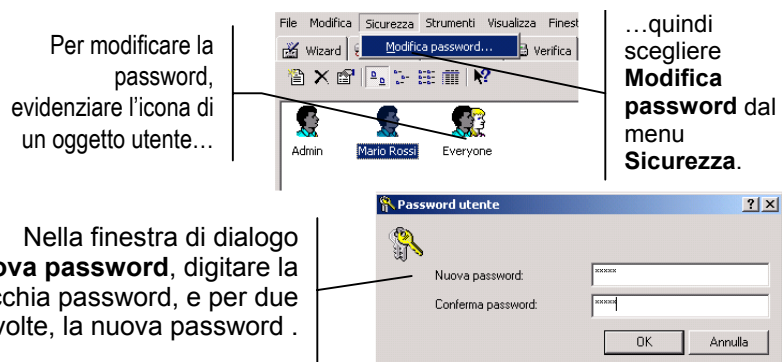 Per modificare la
password,
evidenziare l'icona di
un oggetto utente…
File Modifica Sicurezza Strumenti Visualizza Finest
Modifica password...
Wizard Verifica
Admin Mario Rossi Everyone
…quindi
scegliere
Modifica
password dal
menu
Sicurezza.
Nella finestra di dialogo
ova password, digitare la
cchia password, e per due
volte, la nuova password .
Password utente
Nuova password: xxxxx
Conferma password: xxxxx
OK Annulla